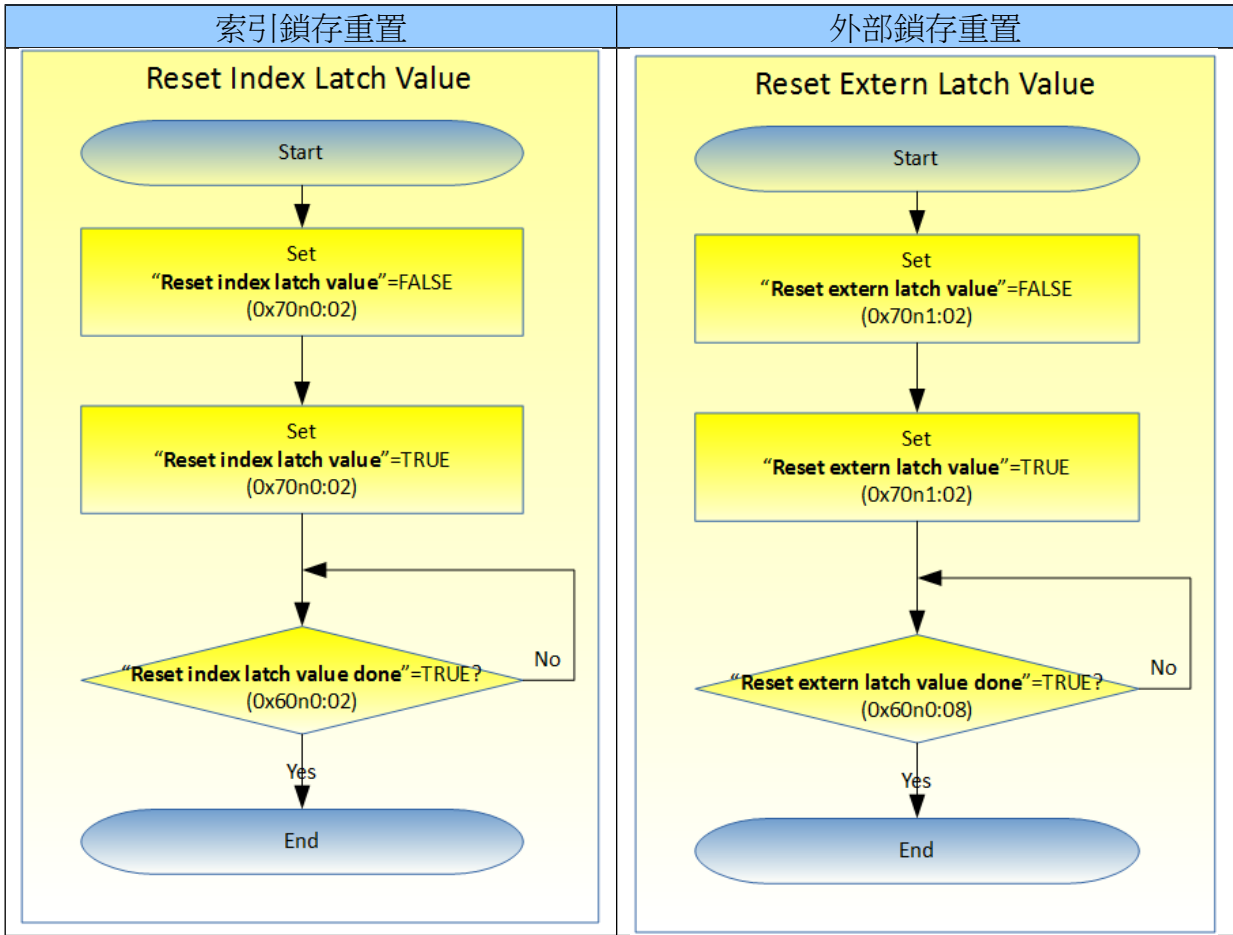 索引鎖存重置
Reset Index Latch Value
Start
Set
“Reset index latch value”=FALSE
(0x70n0:02)
Set
“Reset index latch value”=TRUE
(0x70n0:02)
“Reset index latch value done”=TRUE?
(0x60n0:02)
No
Yes
End
外部鎖存重置
Reset Extern Latch Value
Start
Set
“Reset extern latch value”=FALSE
(0x70n1:02)
Set
“Reset extern latch value”=TRUE
(0x70n1:02)
“Reset extern latch value done”=TRUE?
(0x60n0:08)
No
Yes
End